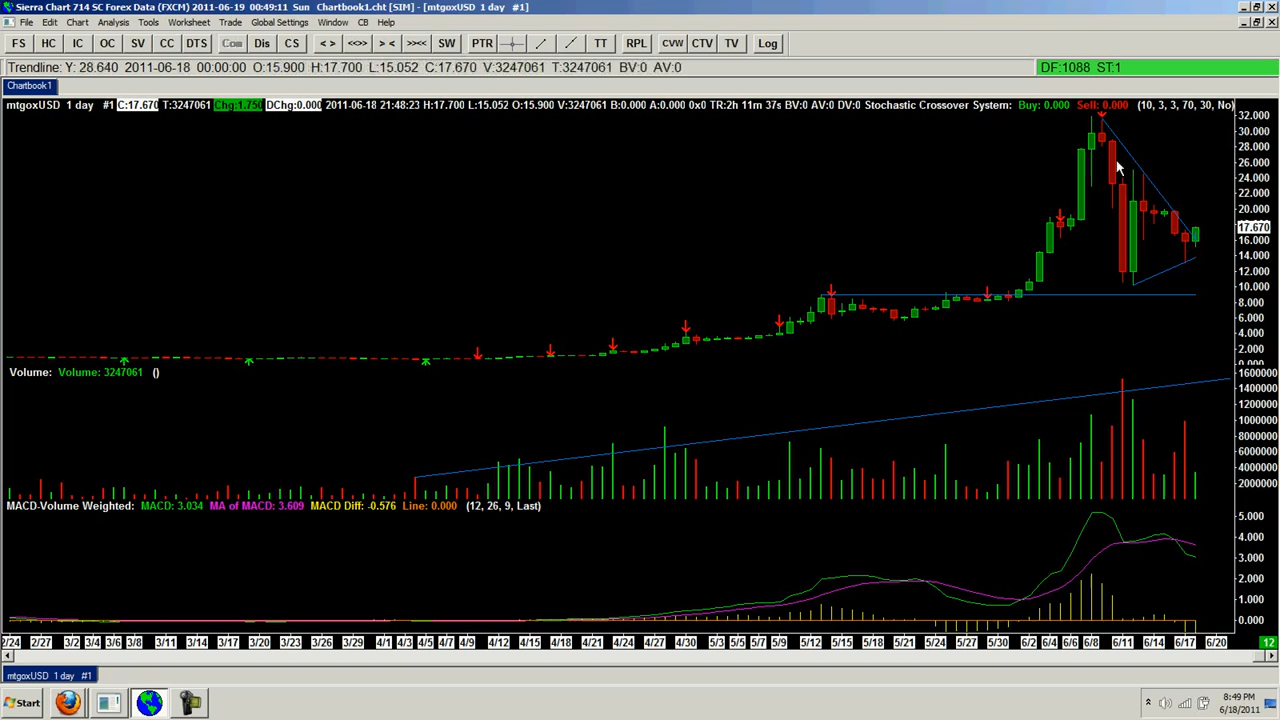 Sierra Chart 714 SC Forex Data (FXCM) 2011-06-19 00:49:11 Sun Chartbook1.cht [SIM] - [mtgoxUSD 1 day #1]
File Edit Chart Analysis Tools Worksheet Trade Global Settings Window CB Help
FS HC IC OC SV CC DTS Com Dis CS < > <<>> > < >><< SW PTR TT RPL CVW CTV TV Log
Trendline: Y: 28.640 2011-06-18 00:00:00 O:15.900 H:17.700 L:15.052 C:17.670 V:3247061 T:3247061 BV:0 AV:0 DF:1088 ST:1
Chartbook1
mtgoxUSD 1 day #1 C:17.670 T:3247061 Chg:1.750 DChg:0.000 2011-06-18 21:48:23 H:17.700 L:15.052 O:15.900 V:3247061 B:0.000 A:0.000 0x0 TR:2h 11m 37s BV:0 AV:0 DV:0 Stochastic Crossover System: Buy: 0.000 Sell: 0.000 (10, 3, 3, 70, 30, No)
32.000
30.000
28.000
26.000
24.000
22.000
20.000
17.670
16.000
14.000
12.000
10.000
8.000
6.000
4.000
2.000
Volume: Volume: 3247061 ()
1600000
1400000
1200000
10000000
8000000
6000000
4000000
2000000
MACD-Volume Weighted: MACD: 3.034 MA of MACD: 3.609 MACD Diff: -0.576 Line: 0.000 (12, 26, 9, Last)
5.000
4.000
3.000
2.000
1.000
0.000
2/24 2/27 3/2 3/4 3/6 3/8 3/11 3/14 3/17 3/20 3/23 3/26 3/29 4/1 4/3 4/5 4/7 4/9 4/12 4/15 4/18 4/21 4/24 4/27 4/30 5/3 5/5 5/7 5/9 5/12 5/15 5/18 5/21 5/24 5/27 5/30 6/2 6/4 6/6 6/8 6/11 6/14 6/17 6/20 12
mtgoxUSD 1 day #1
Start 8:49 PM
6/18/2011